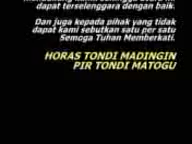 dapat terselenggara dengan baik.
Dan juga kepada pihak yang tidak
dapat kami sebutkan satu per satu
Semoga Tuhan Memberkati.
HORAS TONDI MADINGIN
PIR TONDI MATOGU